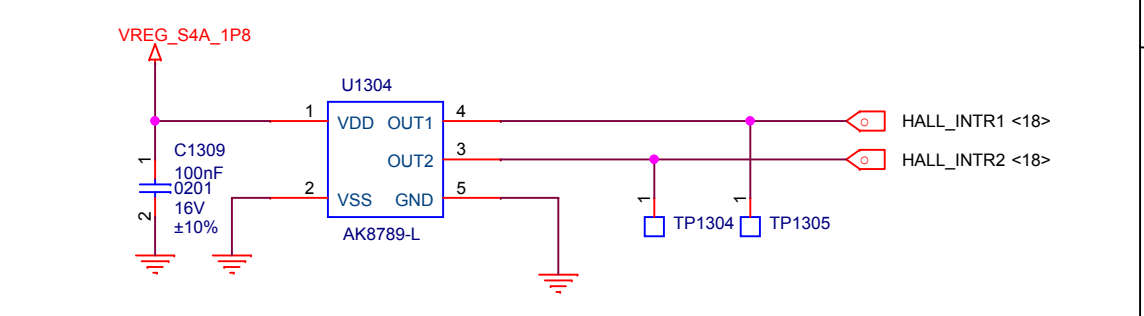 VREG_S4A_1P8
U1304
1 VDD OUT1 4
HALL_INTR1 <18>
OUT2 3
HALL_INTR2 <18>
1
C1309
100nF
0201
16V
±10%
2
2 VSS GND 5
1 TP1304
1 TP1305
AK8789-L